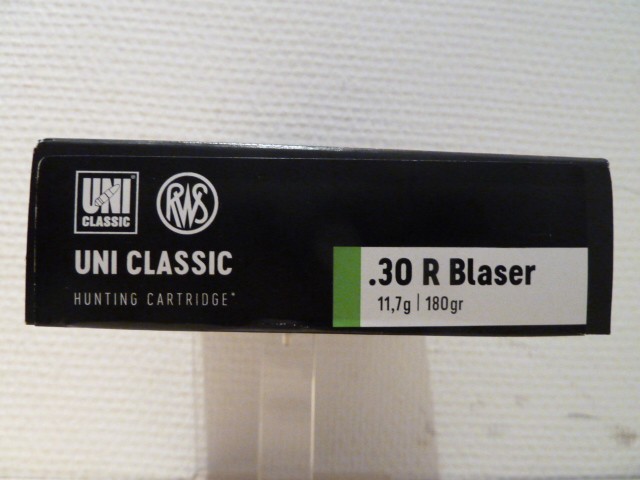 UNI
CLASSIC
RWS
UNI CLASSIC
HUNTING CARTRIDGE*
.30 R Blaser
11,7g | 180gr